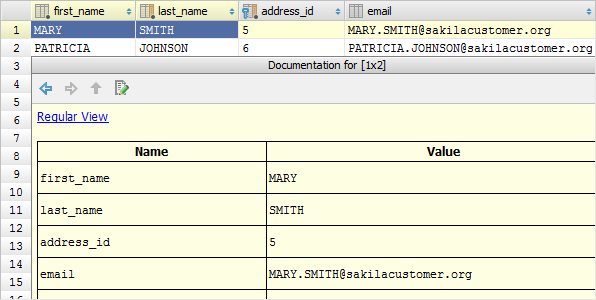 first_name last_name address_id email
1 MARY SMITH 5 MARY.SMITH@sakilacustomer.org
2 PATRICIA JOHNSON 6 PATRICIA.JOHNSON@sakilacustomer.org
3 Documentation for [1x2]
4
5
6 Regular View
7
8 Name Value
9 first_name MARY
10
11 last_name SMITH
12
13 address_id 5
14
15 email MARY.SMITH@sakilacustomer.org
16